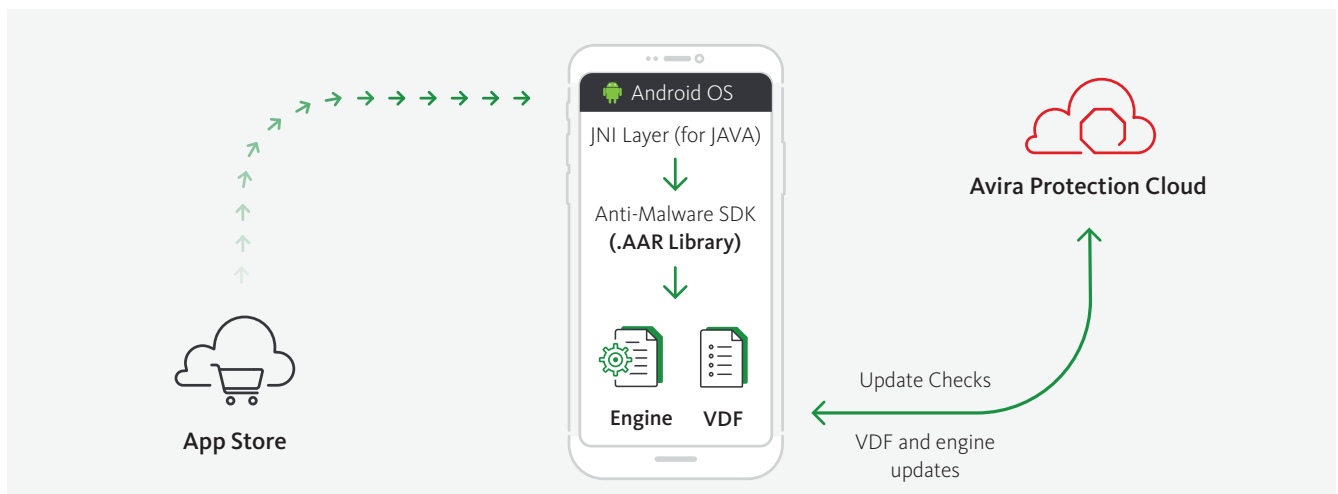 Android OS
JNI Layer (for JAVA)
Anti-Malware SDK
(.AAR Library)
Engine
VDF
App Store
Avira Protection Cloud
Update Checks
VDF and engine
updates